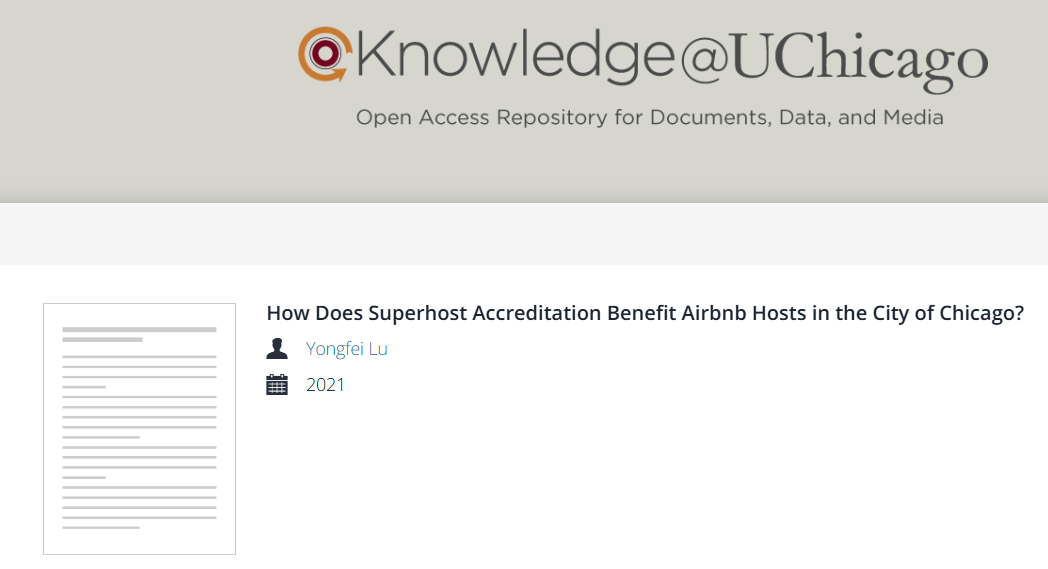 Knowledge@UChicago
Open Access Repository for Documents, Data, and Media
How Does Superhost Accreditation Benefit Airbnb Hosts in the City of Chicago?
Yongfei Lu
2021